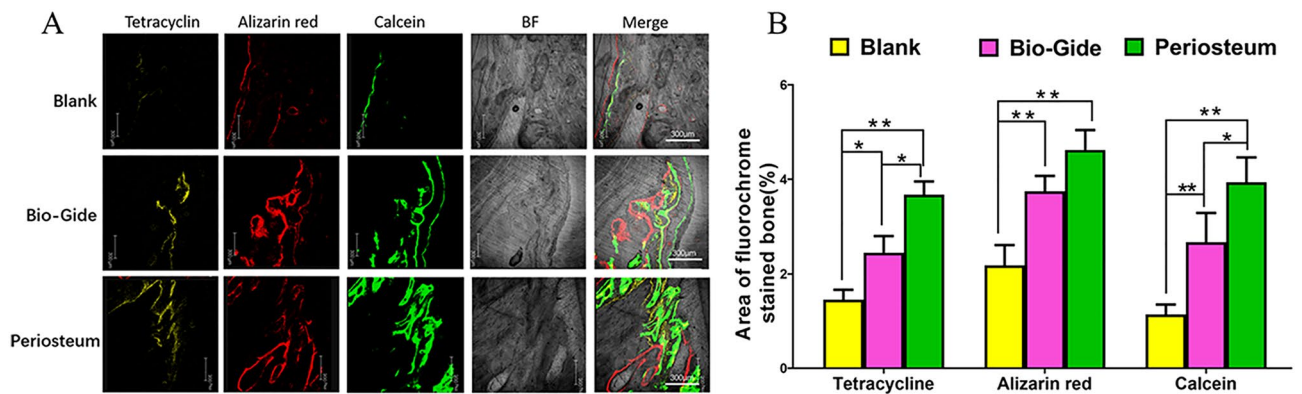 A
Tetracyclin Alizarin red Calcein BF Merge
Blank
300μm
Bio-Gide
300μm
Periosteum
300μm
B
Blank Bio-Gide Periosteum
Area of fluorochrome
stained bone(%)
6
4
2
0
** * *
** **
** * **
Tetracycline Alizarin red Calcein